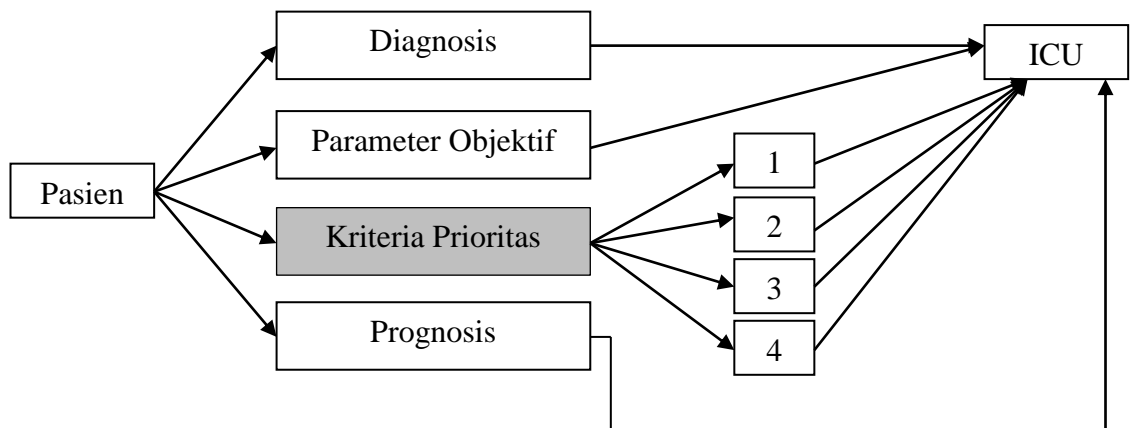 Diagnosis
ICU
Parameter Objektif
1
Pasien
Kriteria Prioritas
2
3
Prognosis
4